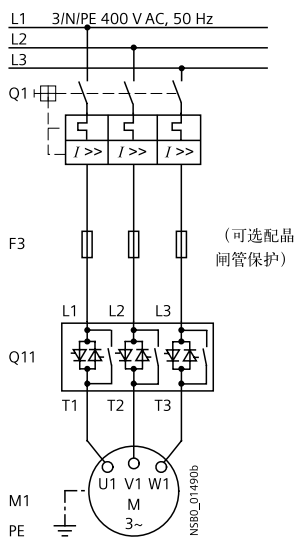 L1 3/N/PE 400 V AC, 50 Hz
L2
L3
Q1
I >> I >> I >>
F3
(可选配晶
闸管保护)
L1 L2 L3
Q11
T1 T2 T3
U1 V1 W1
M
3~
M1
PE
NSB0_01490b